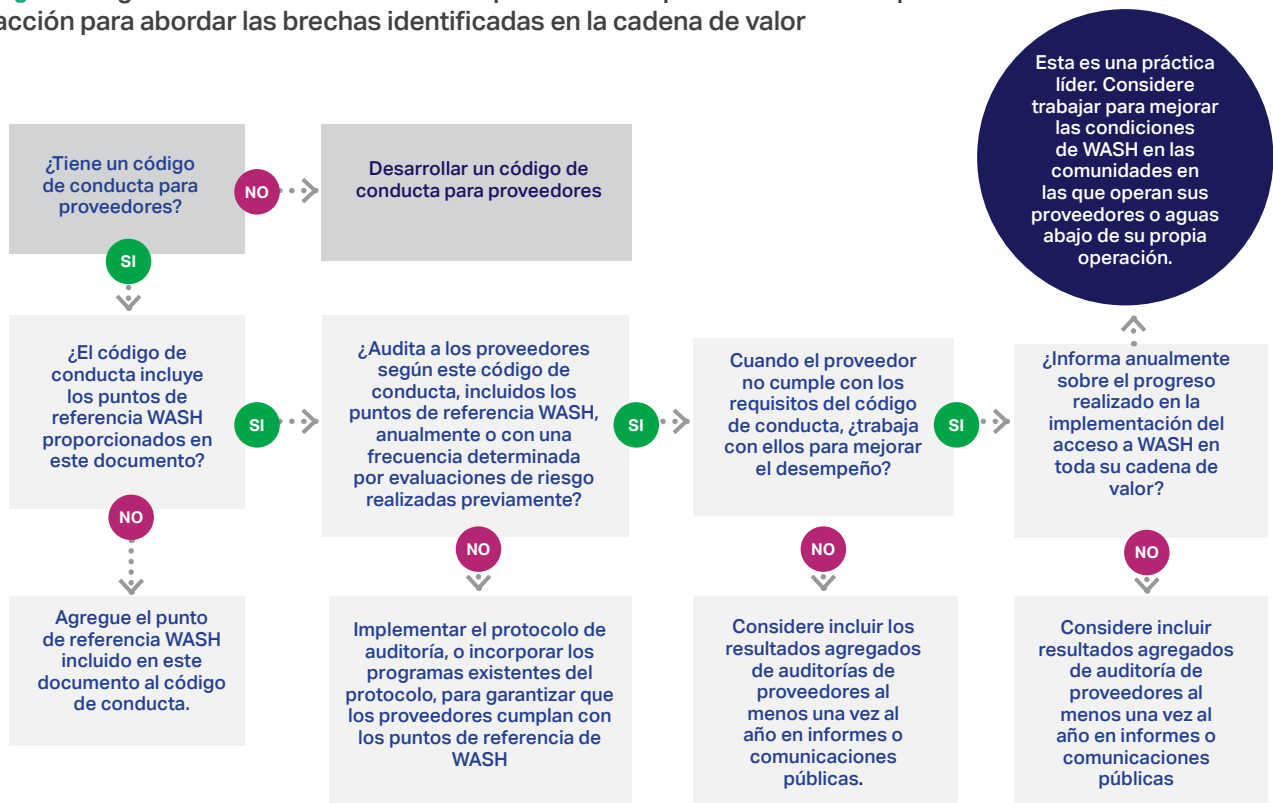 acción para abordar las brechas identificadas en la cadena de valor
Esta es una práctica
líder. Considere
trabajar para mejorar
las condiciones
de WASH en las
comunidades en
las que operan sus
proveedores o aguas
abajo de su propia
operación.
¿Tiene un código
de conducta para
proveedores?
NO
Desarrollar un código de
conducta para proveedores
SI
¿El código de
conducta incluye
los puntos de
referencia WASH
proporcionados en
este documento?
SI
¿Audita a los proveedores
según este código de
conducta, incluidos los
puntos de referencia WASH,
anualmente o con una
frecuencia determinada
por evaluaciones de riesgo
realizadas previamente?
SI
Cuando el proveedor
no cumple con los
requisitos del código
de conducta, ¿trabaja
con ellos para mejorar
el desempeño?
SI
¿Informa anualmente
sobre el progreso
realizado en la
implementación del
acceso a WASH en
toda su cadena de
valor?
NO
NO
NO
NO
Agregue el punto
de referencia WASH
incluido en este
documento al código
de conducta.
Implementar el protocolo de
auditoría, o incorporar los
programas existentes del
protocolo, para garantizar que
los proveedores cumplan con
los puntos de referencia de
WASH
Considere incluir los
resultados agregados
de auditorías de
proveedores al
menos una vez al
año en informes o
comunicaciones
públicas.
Considere incluir
resultados agregados
de auditoría de
proveedores al
menos una vez al
año en informes o
comunicaciones
públicas